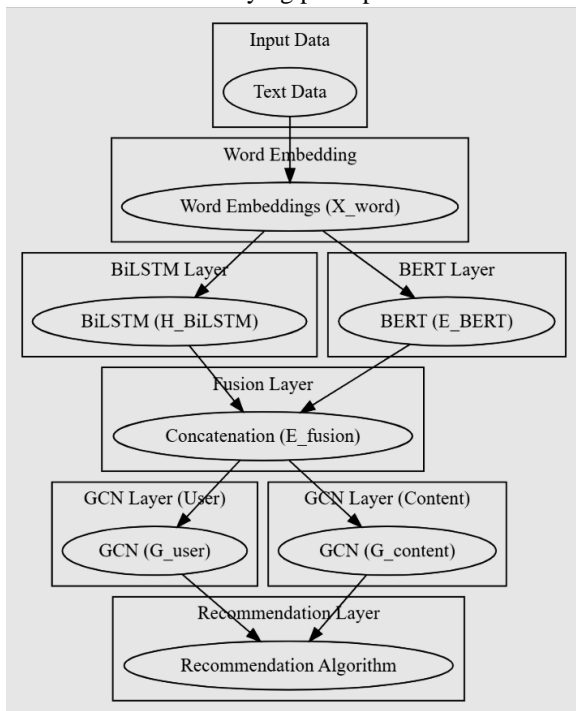 Input Data
Text Data
Word Embedding
Word Embeddings (X_word)
BiLSTM Layer
BERT Layer
BiLSTM (H_BiLSTM)
BERT (E_BERT)
Fusion Layer
Concatenation (E_fusion)
GCN Layer (User)
GCN Layer (Content)
GCN (G_user)
GCN (G_content)
Recommendation Layer
Recommendation Algorithm